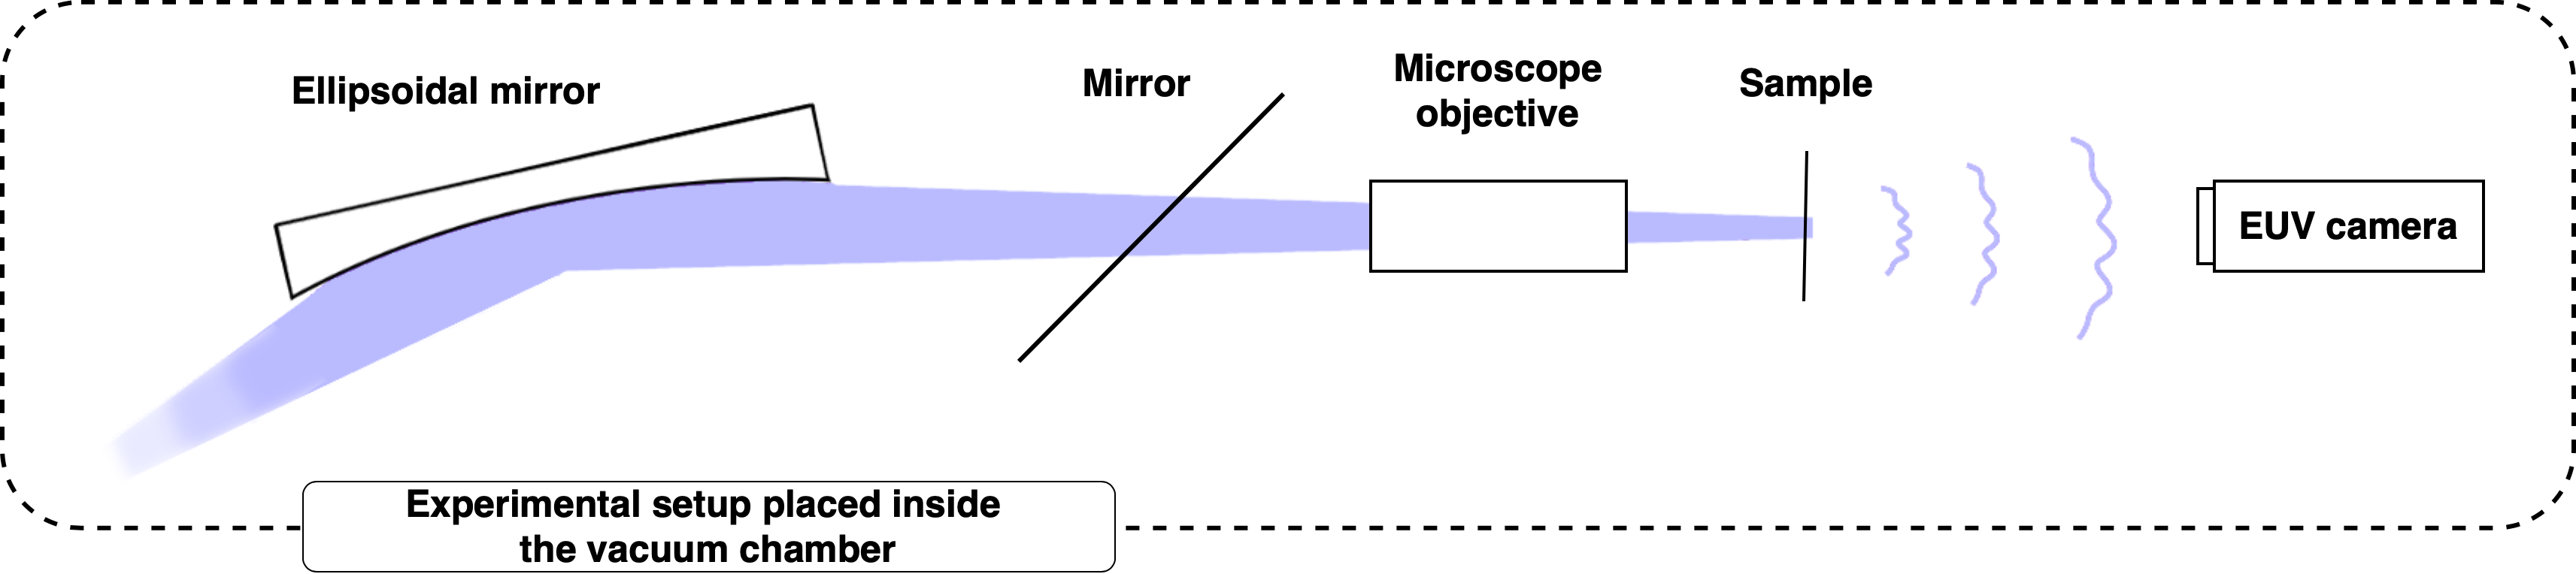 Ellipsoidal mirror
Mirror
Microscope
objective
Sample
EUV camera
Experimental setup placed inside
the vacuum chamber